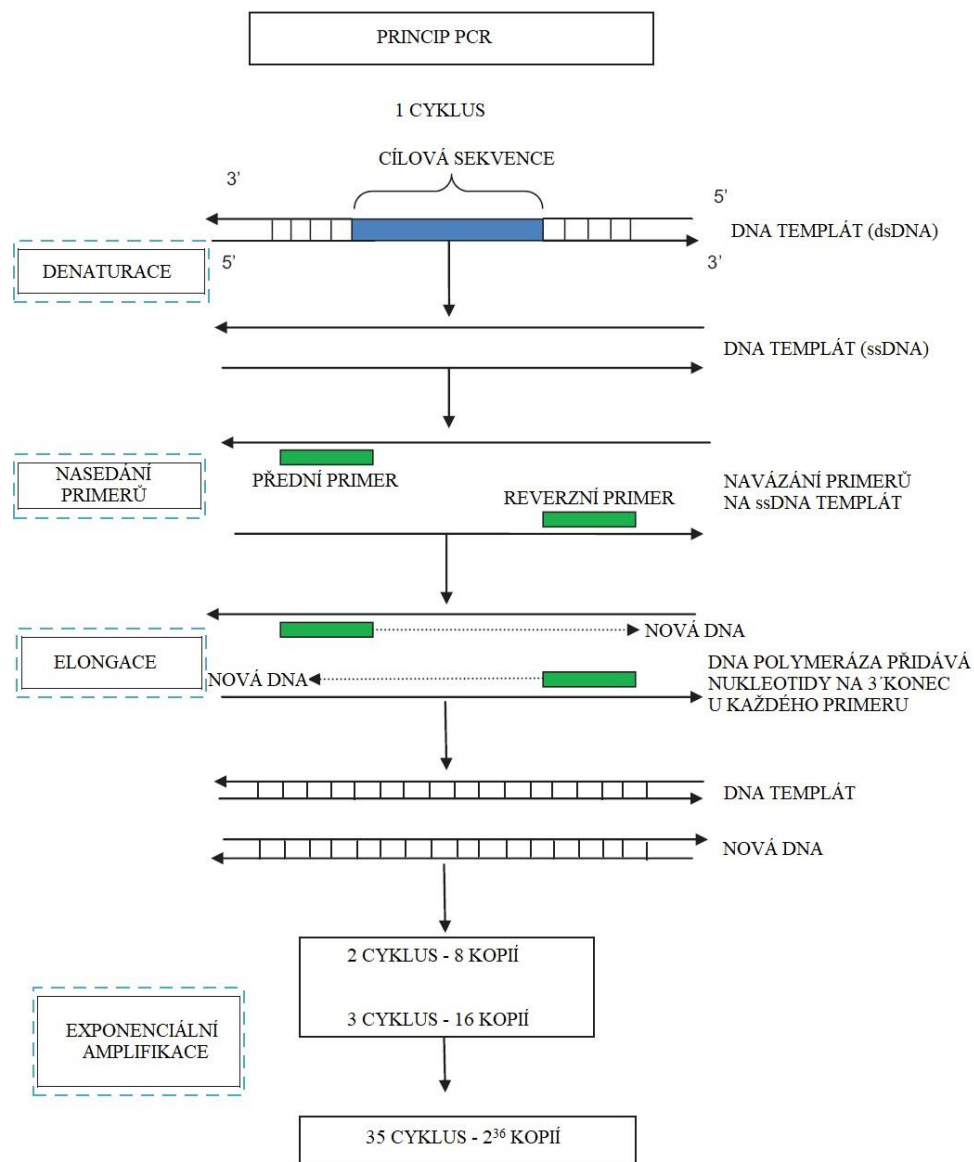 PRINCIP PCR
1 CYKLUS
CÍLOVÁ SEKVENCE
3’
5’
DNA TEMPLÁT (dsDNA)
5’
3’
DENATURACE
DNA TEMPLÁT (ssDNA)
NASEDÁNÍ
PRIMERŮ
PŘEDNÍ PRIMER
REVERZNÍ PRIMER
NAVÁZÁNÍ PRIMERŮ
NA ssDNA TEMPLÁT
ELONGACE
NOVÁ DNA
NOVÁ DNA
DNA POLYMERÁZA PŘIDÁVÁ
NUKLEOTIDY NA 3´KONEC
U KAŽDÉHO PRIMERU
DNA TEMPLÁT
NOVÁ DNA
2 CYKLUS - 8 KOPIÍ
3 CYKLUS - 16 KOPIÍ
EXPONENCIÁLNÍ
AMPLIFIKACE
35 CYKLUS - 2³⁶ KOPIÍ